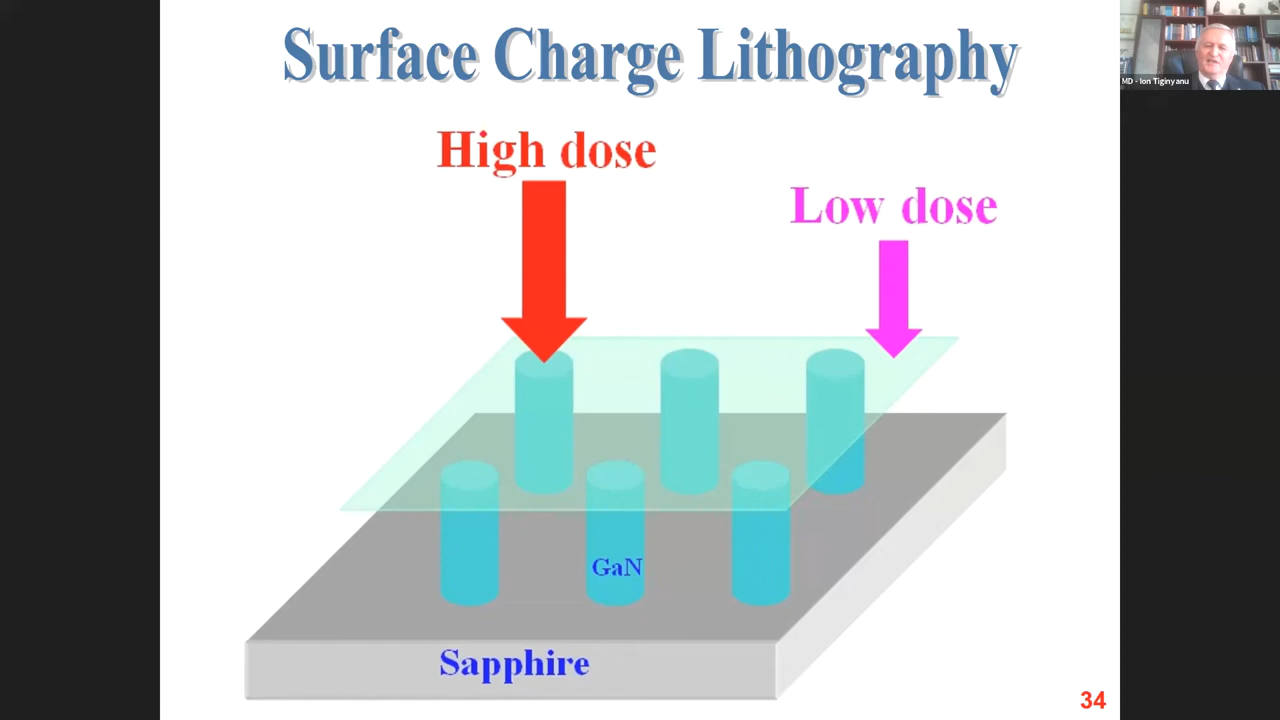 Surface Charge Lithography
MD - Ion Tiginyanu
High dose
Low dose
GaN
Sapphire
34